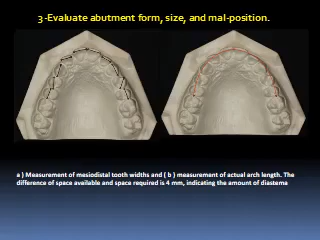 3-Evaluate abutment form, size, and mal-position.
a ) Measurement of mesiodistal tooth widths and ( b ) measurement of actual arch length. The
difference of space available and space required is 4 mm, indicating the amount of diastema